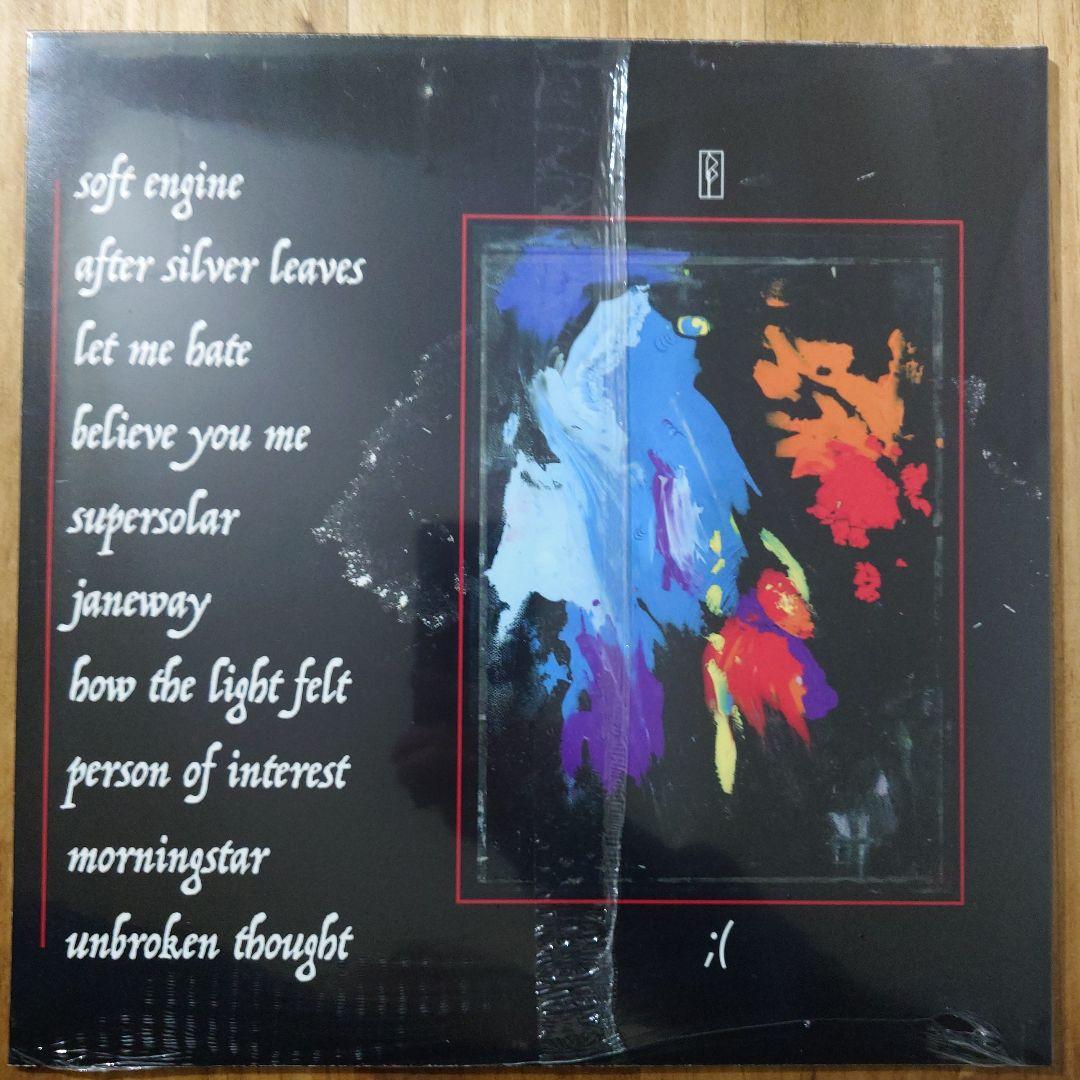 soft engine
after silver leaves
let me hate
believe you me
supersolar
janeway
how the light felt
person of interest
morningstar
unbroken thought
;(